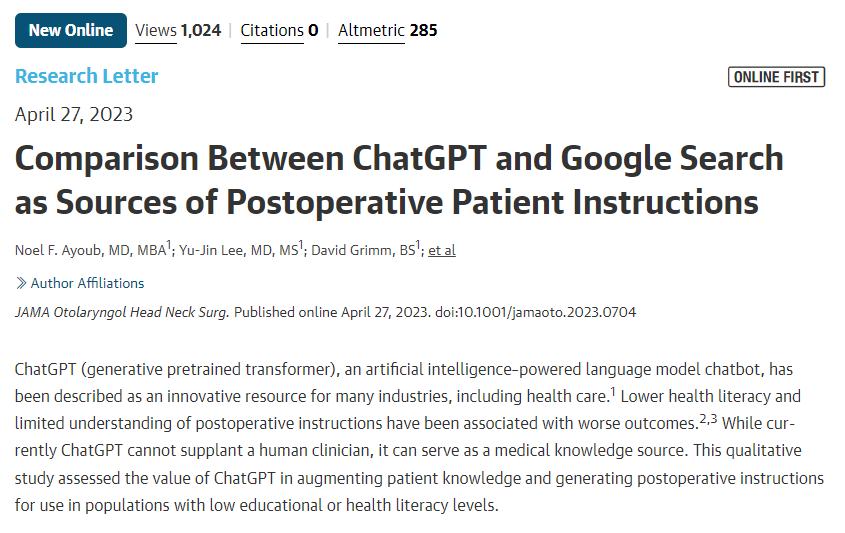 New Online Views 1,024 | Citations 0 | Altmetric 285
Research Letter
ONLINE FIRST
April 27, 2023
Comparison Between ChatGPT and Google Search
as Sources of Postoperative Patient Instructions
Noel F. Ayoub, MD, MBA1; Yu-Jin Lee, MD, MS1; David Grimm, BS1; et al
» Author Affiliations
JAMA Otolaryngol Head Neck Surg. Published online April 27, 2023. doi:10.1001/jamaoto.2023.0704
ChatGPT (generative pretrained transformer), an artificial intelligence–powered language model chatbot, has
been described as an innovative resource for many industries, including health care.1 Lower health literacy and
limited understanding of postoperative instructions have been associated with worse outcomes.2,3 While cur-
rently ChatGPT cannot supplant a human clinician, it can serve as a medical knowledge source. This qualitative
study assessed the value of ChatGPT in augmenting patient knowledge and generating postoperative instructions
for use in populations with low educational or health literacy levels.